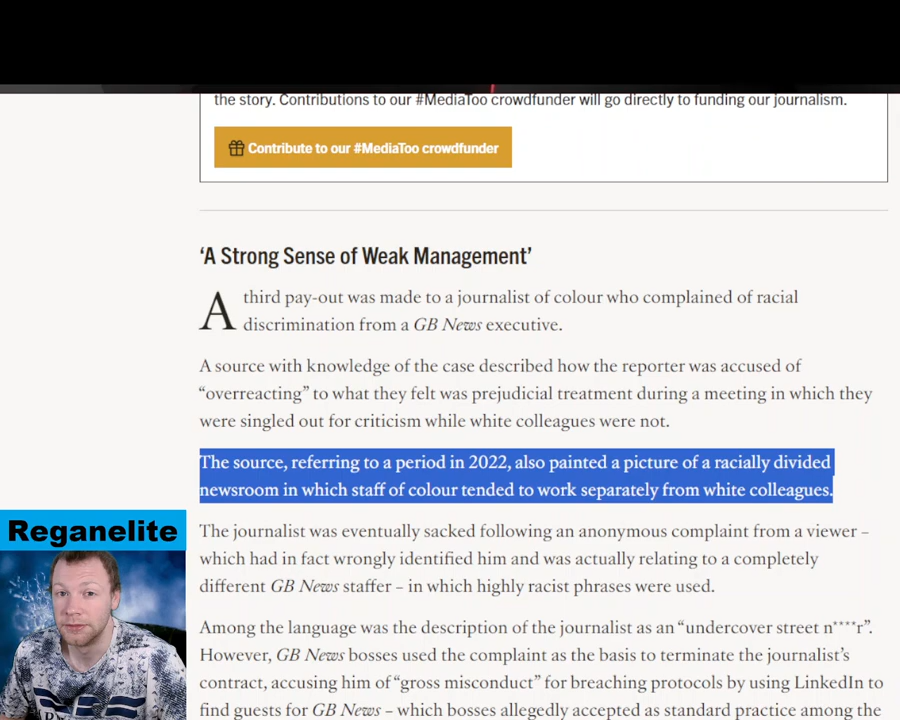 the story. Contributions to our #MediaToo crowdfunder will go directly to funding our journalism.
Contribute to our #MediaToo crowdfunder
‘A Strong Sense of Weak Management’
A third pay-out was made to a journalist of colour who complained of racial
discrimination from a GB News executive.
A source with knowledge of the case described how the reporter was accused of
“overreacting” to what they felt was prejudicial treatment during a meeting in which they
were singled out for criticism while white colleagues were not.
The source, referring to a period in 2022, also painted a picture of a racially divided
newsroom in which staff of colour tended to work separately from white colleagues.
Reganelite
The journalist was eventually sacked following an anonymous complaint from a viewer –
which had in fact wrongly identified him and was actually relating to a completely
different GB News staffer – in which highly racist phrases were used.
Among the language was the description of the journalist as an “undercover street n****r”.
However, GB News bosses used the complaint as the basis to terminate the journalist’s
contract, accusing him of “gross misconduct” for breaching protocols by using LinkedIn to
find guests for GB News – which bosses allegedly accepted as standard practice among the